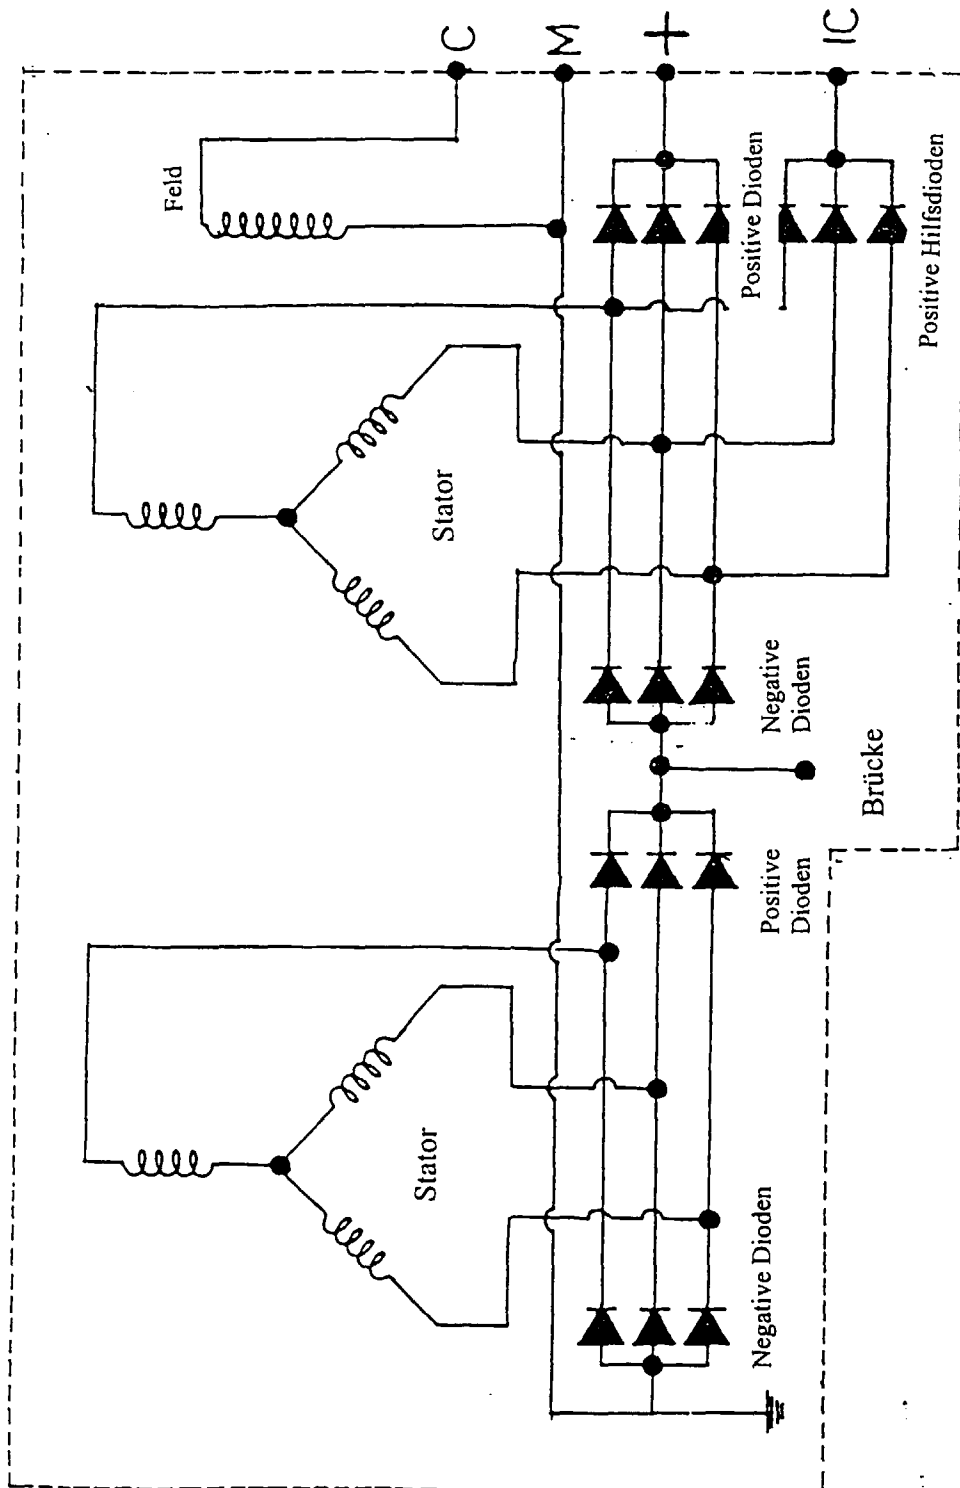 C
M
+
IC
Feld
Positive Dioden
Positive Hilfsdioden
Stator
Negative
Dioden
Brücke
Positive
Dioden
Stator
Negative Dioden